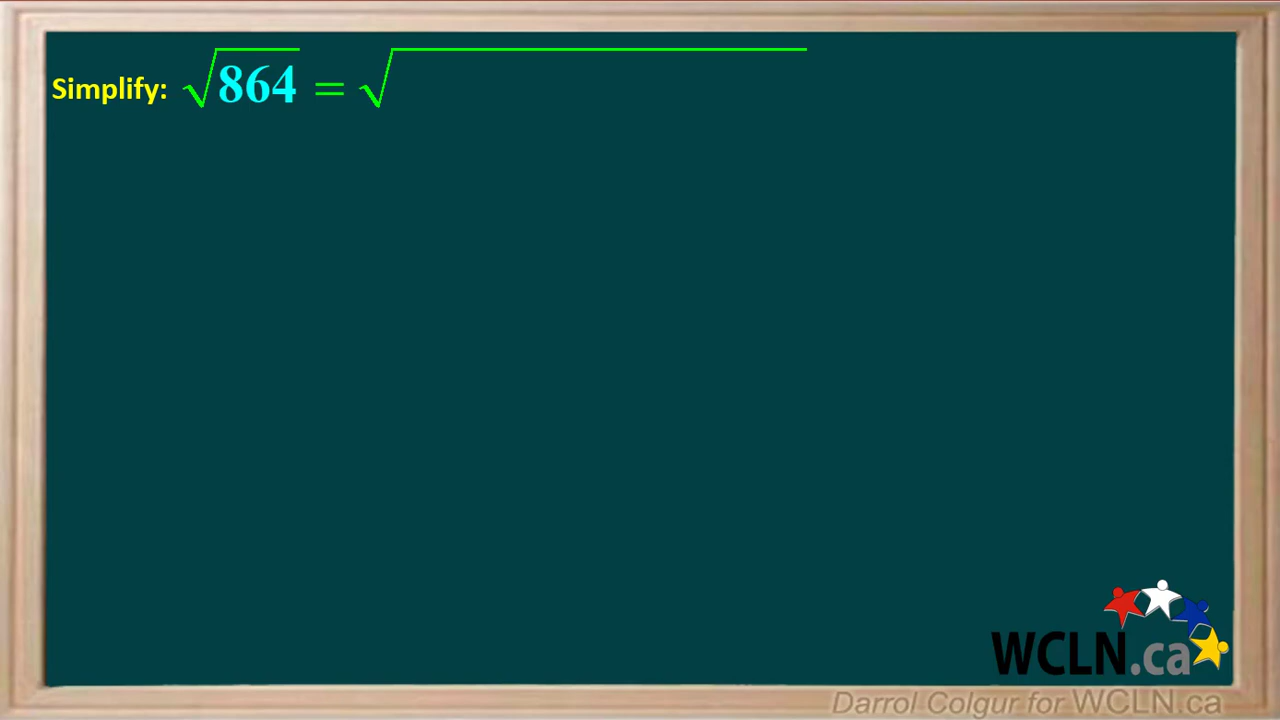 Simplify: √864 = √
WCLN.ca
Darrol Colgur for WCLN.ca